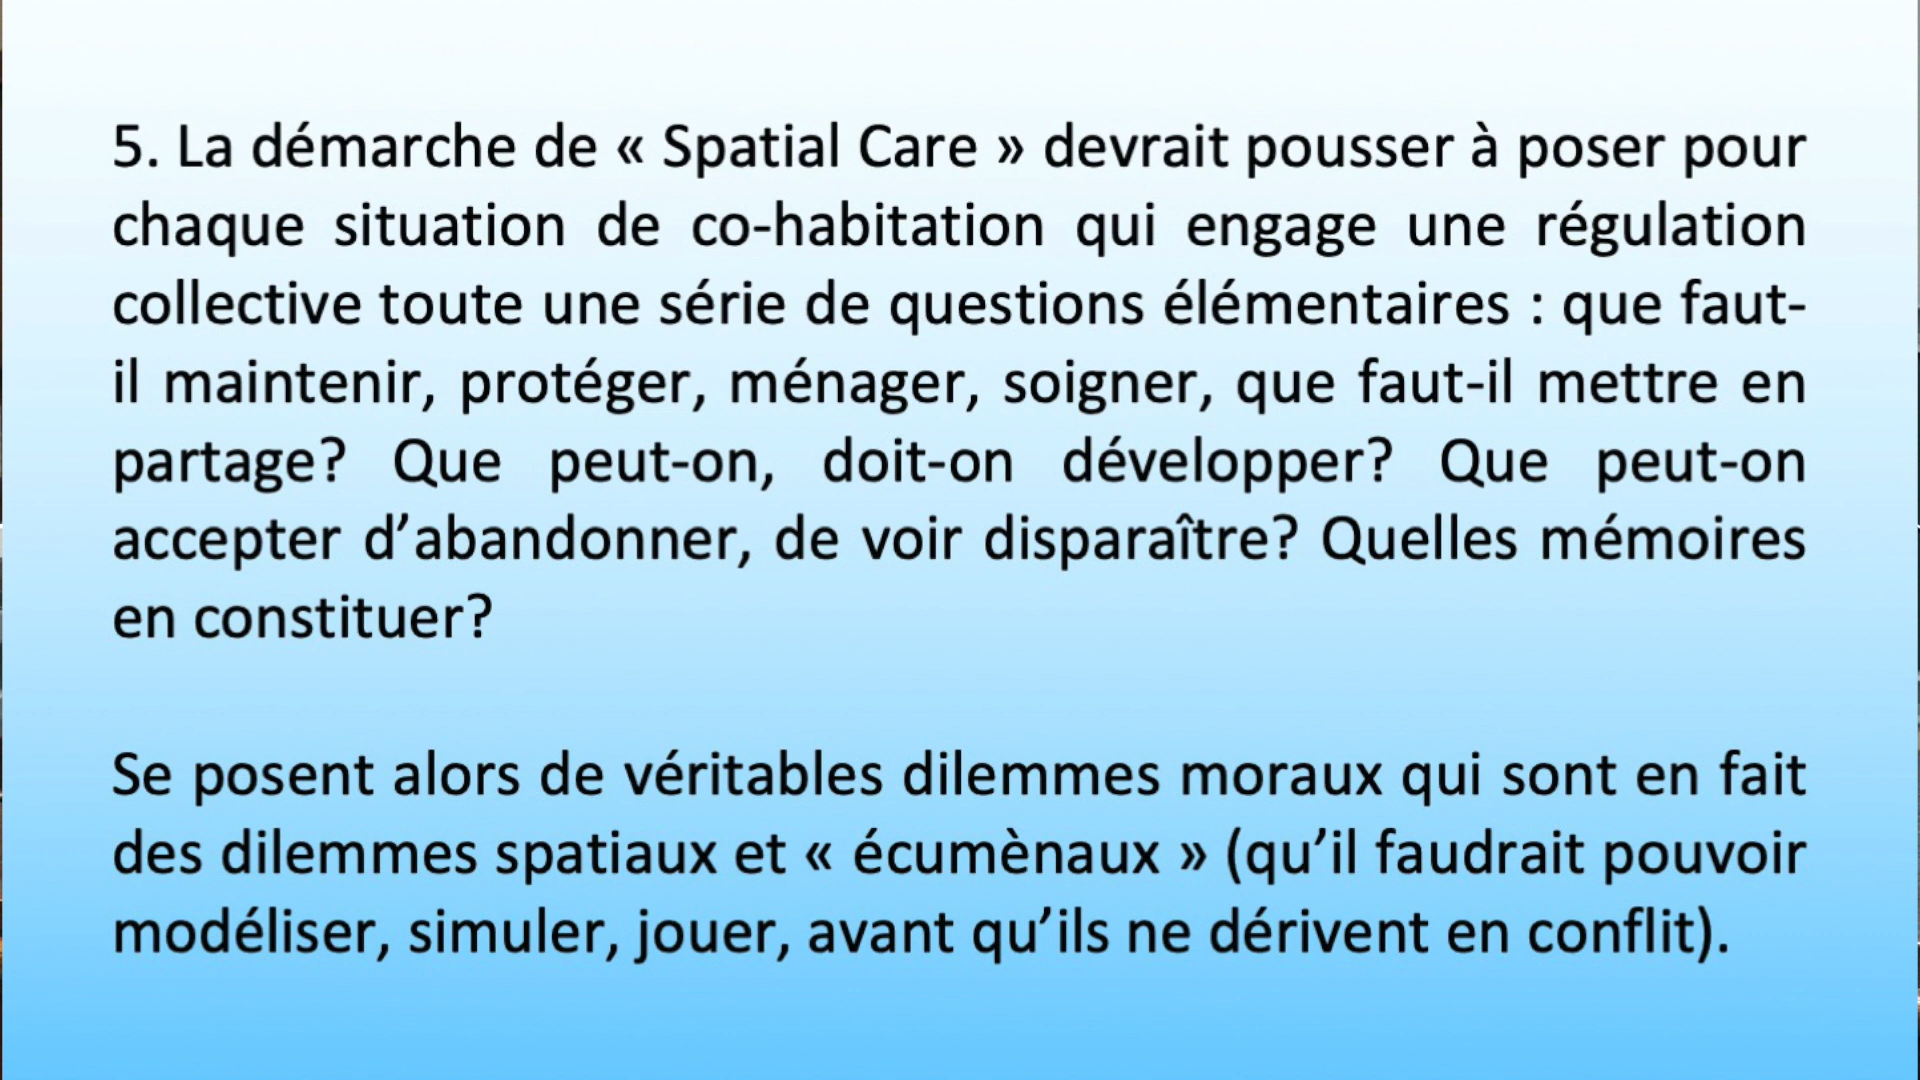 5. La démarche de « Spatial Care » devrait pousser à poser pour
chaque situation de co-habitation qui engage une régulation
collective toute une série de questions élémentaires : que faut-
il maintenir, protéger, ménager, soigner, que faut-il mettre en
partage? Que peut-on, doit-on développer? Que peut-on
accepter d’abandonner, de voir disparaître? Quelles mémoires
en constituer?
Se posent alors de véritables dilemmes moraux qui sont en fait
des dilemmes spatiaux et « écumènaux » (qu’il faudrait pouvoir
modéliser, simuler, jouer, avant qu’ils ne dérivent en conflit).